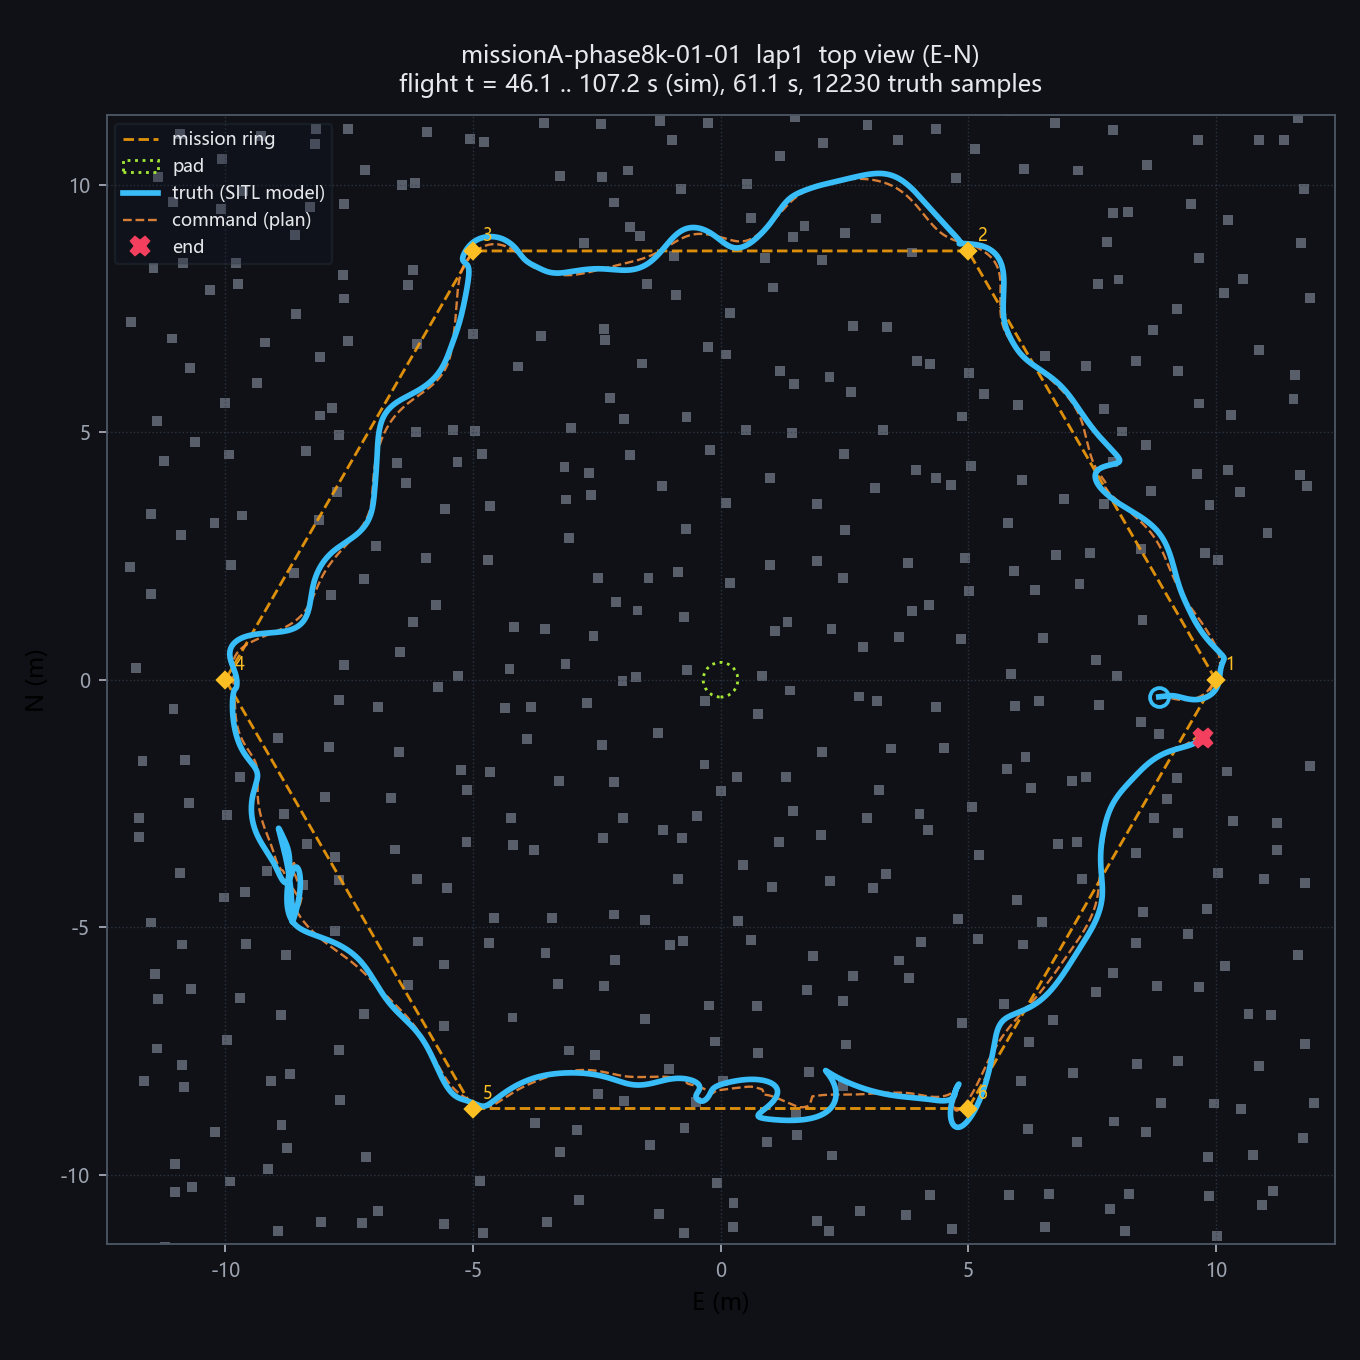 missionA-phase8k-01-01 lap1 top view (E-N)
flight t = 46.1 .. 107.2 s (sim), 61.1 s, 12230 truth samples
mission ring
pad
truth (SITL model)
command (plan)
end
10
5
0
-5
-10
N (m)
3
2
4
1
5
6
-10
-5
0
5
10
E (m)